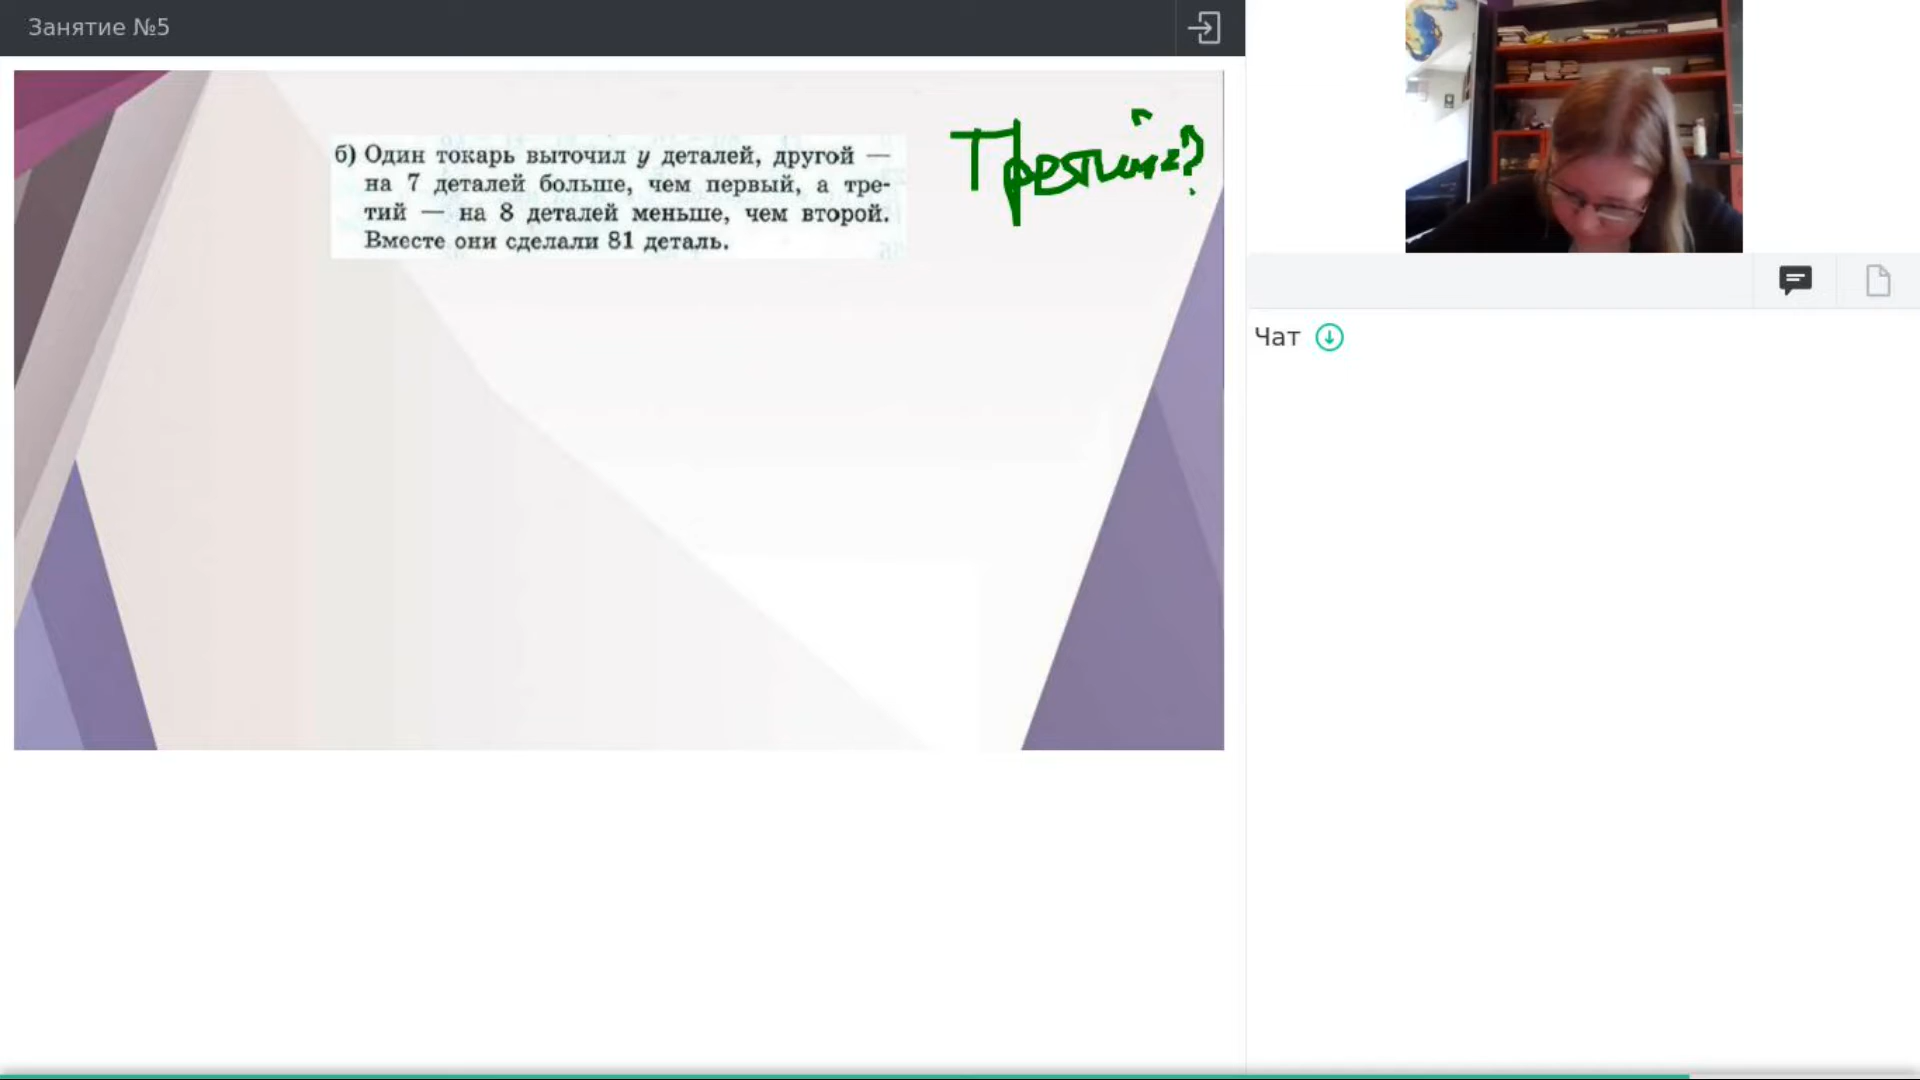 Занятие №5
б) Один токарь выточил y деталей, другой —
на 7 деталей больше, чем первый, а тре-
тий — на 8 деталей меньше, чем второй.
Вместе они сделали 81 деталь.
Третий=?
Чат